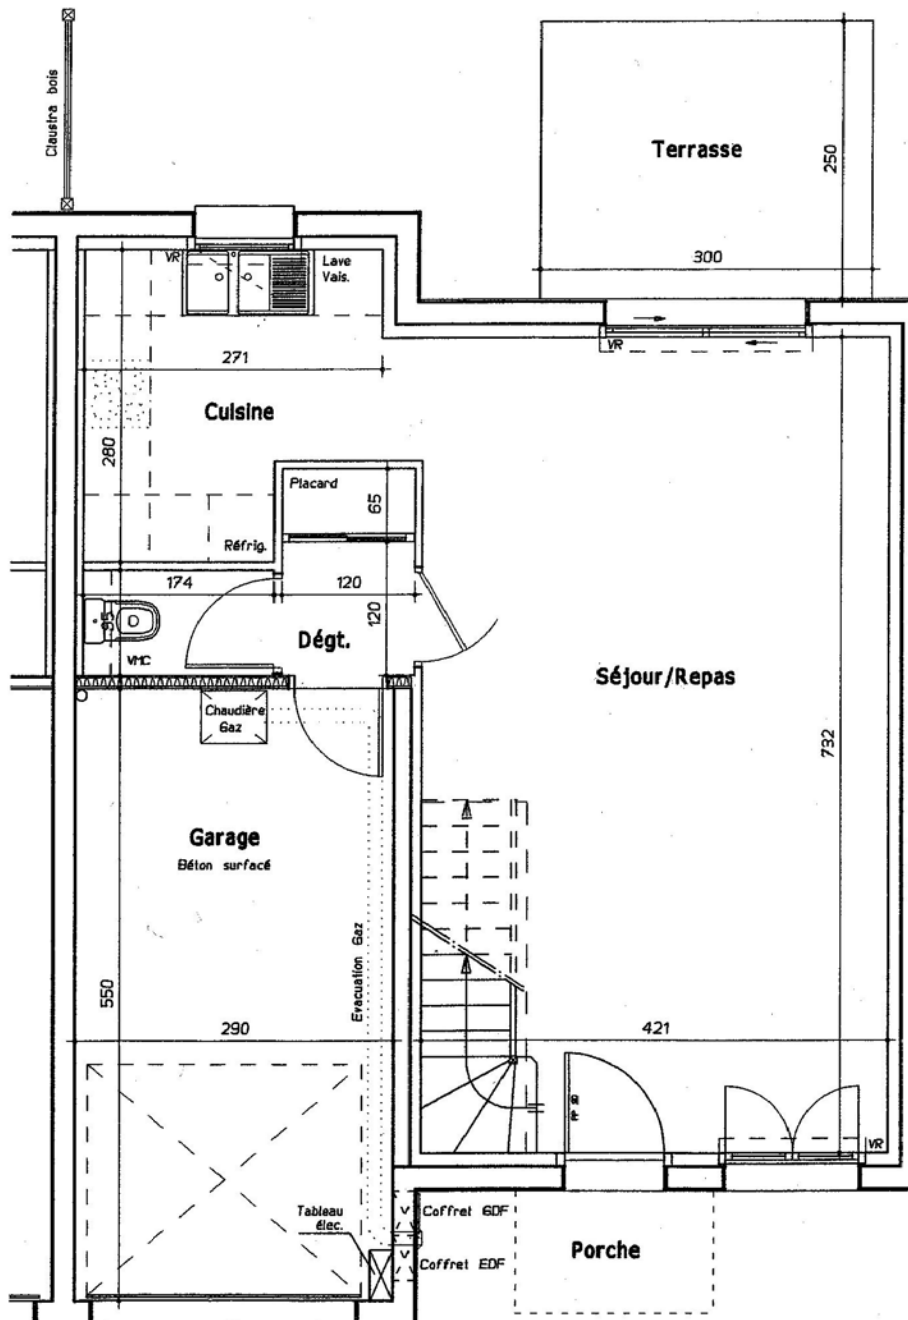 Claustra bois
Terrasse
250
300
VR
Lave
Vais.
VR
271
Cuisine
280
Placard
65
Réfrig.
174
120
95
120
VMC
Dégt.
Séjour/Repas
Chaudière
Gaz
732
Garage
Béton surfacé
Evacuation Gaz
550
290
421
VR
Tableau
élec.
Coffret GDF
Coffret EDF
Porche